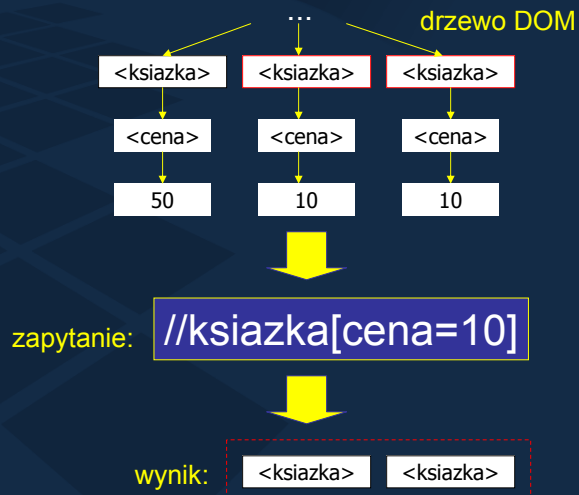 ...
drzewo DOM
<ksiazka> <ksiazka> <ksiazka>
<cena> <cena> <cena>
50 10 10
zapytanie: //ksiazka[cena=10]
wynik: <ksiazka> <ksiazka>